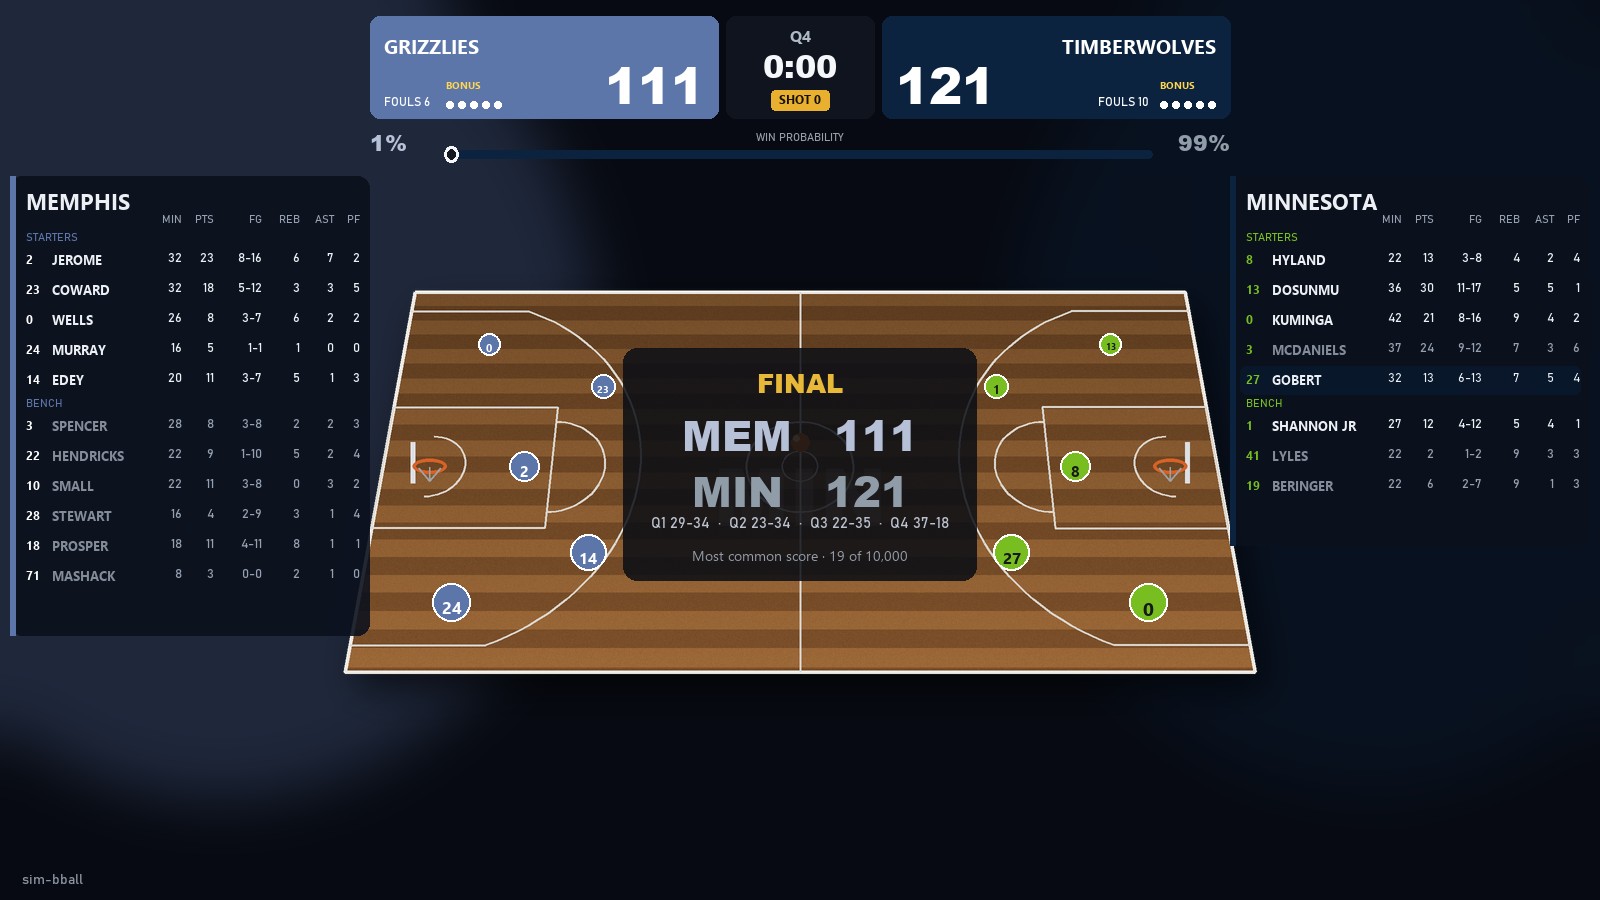 GRIZZLIES
FOULS 6 BONUS 111
Q4
0:00
SHOT 0
TIMBERWOLVES
121 FOULS 10 BONUS
1% WIN PROBABILITY 99%
MEMPHIS
MIN PTS FG REB AST PF
STARTERS
2 JEROME 32 23 8-16 6 7 2
23 COWARD 32 18 5-12 3 3 5
0 WELLS 26 8 3-7 6 2 2
24 MURRAY 16 5 1-1 1 0 0
14 EDEY 20 11 3-7 5 1 3
BENCH
3 SPENCER 28 8 3-8 2 2 3
22 HENDRICKS 22 9 1-10 5 2 4
10 SMALL 22 11 3-8 0 3 2
28 STEWART 16 4 2-9 3 1 4
18 PROSPER 18 11 4-11 8 1 1
71 MASHACK 8 3 0-0 2 1 0
MINNESOTA
MIN PTS FG REB AST PF
STARTERS
8 HYLAND 22 13 3-8 4 2 4
13 DOSUNMU 36 30 11-17 5 5 1
0 KUMINGA 42 21 8-16 9 4 2
3 MCDANIELS 37 24 9-12 7 3 6
27 GOBERT 32 13 6-13 7 5 4
BENCH
1 SHANNON JR 27 12 4-12 5 4 1
41 LYLES 22 2 1-2 9 3 3
19 BERINGER 22 6 2-7 9 1 3
0
23
2
14
24
13
1
8
27
0
FINAL
MEM 111
MIN 121
Q1 29-34 · Q2 23-34 · Q3 22-35 · Q4 37-18
Most common score · 19 of 10,000
sim-bball